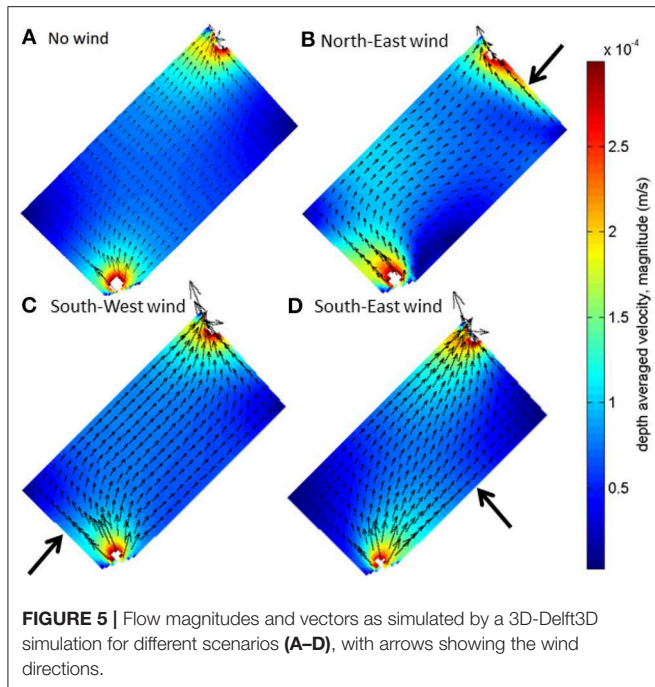 A No wind
B North-East wind
x 10⁻⁴
2.5
2
1.5
1
0.5
depth averaged velocity, magnitude (m/s)
C South-West wind
D South-East wind
FIGURE 5 | Flow magnitudes and vectors as simulated by a 3D-Delft3D
simulation for different scenarios (A–D), with arrows showing the wind
directions.